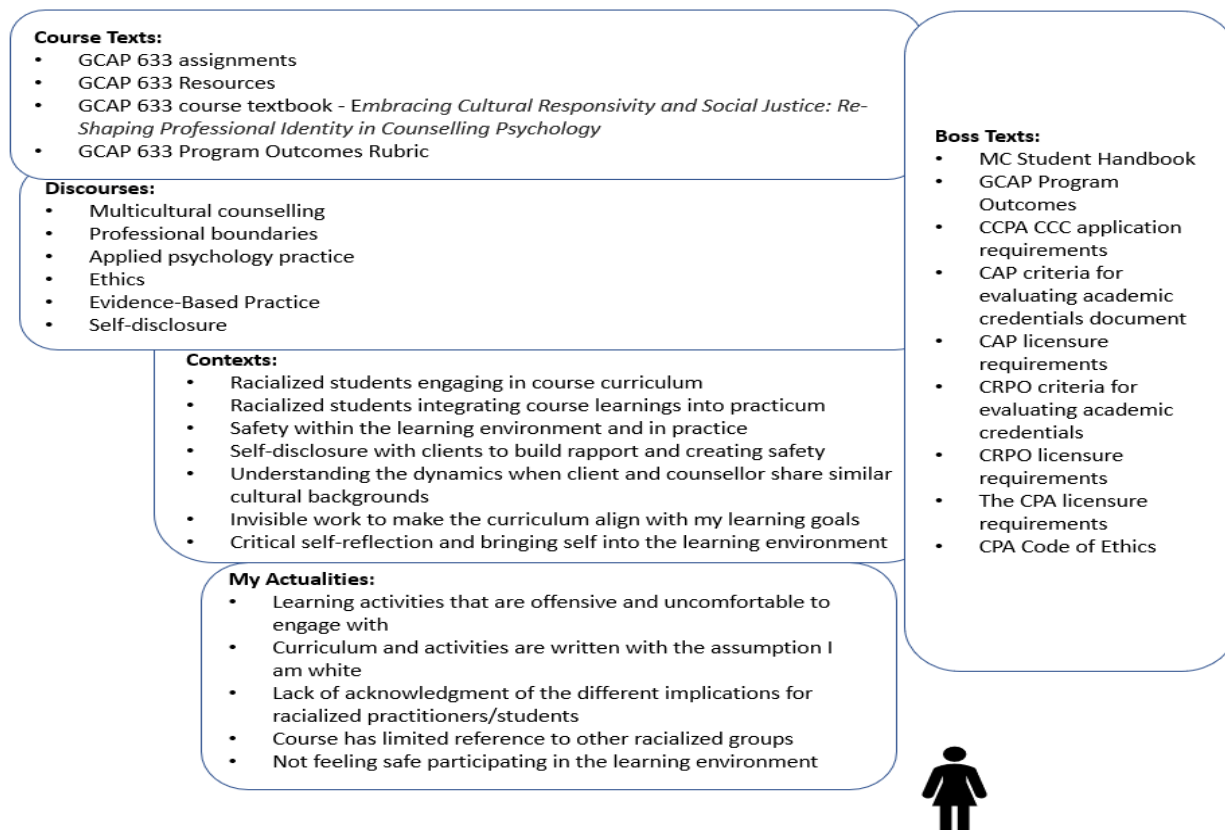 Course Texts:
• GCAP 633 assignments
• GCAP 633 Resources
• GCAP 633 course textbook - Embracing Cultural Responsivity and Social Justice: Re-
Shaping Professional Identity in Counselling Psychology
• GCAP 633 Program Outcomes Rubric
Discourses:
• Multicultural counselling
• Professional boundaries
• Applied psychology practice
• Ethics
• Evidence-Based Practice
• Self-disclosure
Contexts:
• Racialized students engaging in course curriculum
• Racialized students integrating course learnings into practicum
• Safety within the learning environment and in practice
• Self-disclosure with clients to build rapport and creating safety
• Understanding the dynamics when client and counsellor share similar
cultural backgrounds
• Invisible work to make the curriculum align with my learning goals
• Critical self-reflection and bringing self into the learning environment
My Actualities:
• Learning activities that are offensive and uncomfortable to
engage with
• Curriculum and activities are written with the assumption I
am white
• Lack of acknowledgment of the different implications for
racialized practitioners/students
• Course has limited reference to other racialized groups
• Not feeling safe participating in the learning environment
Boss Texts:
• MC Student Handbook
• GCAP Program
Outcomes
• CCPA CCC application
requirements
• CAP criteria for
evaluating academic
credentials document
• CAP licensure
requirements
• CRPO criteria for
evaluating academic
credentials
• CRPO licensure
requirements
• The CPA licensure
requirements
• CPA Code of Ethics